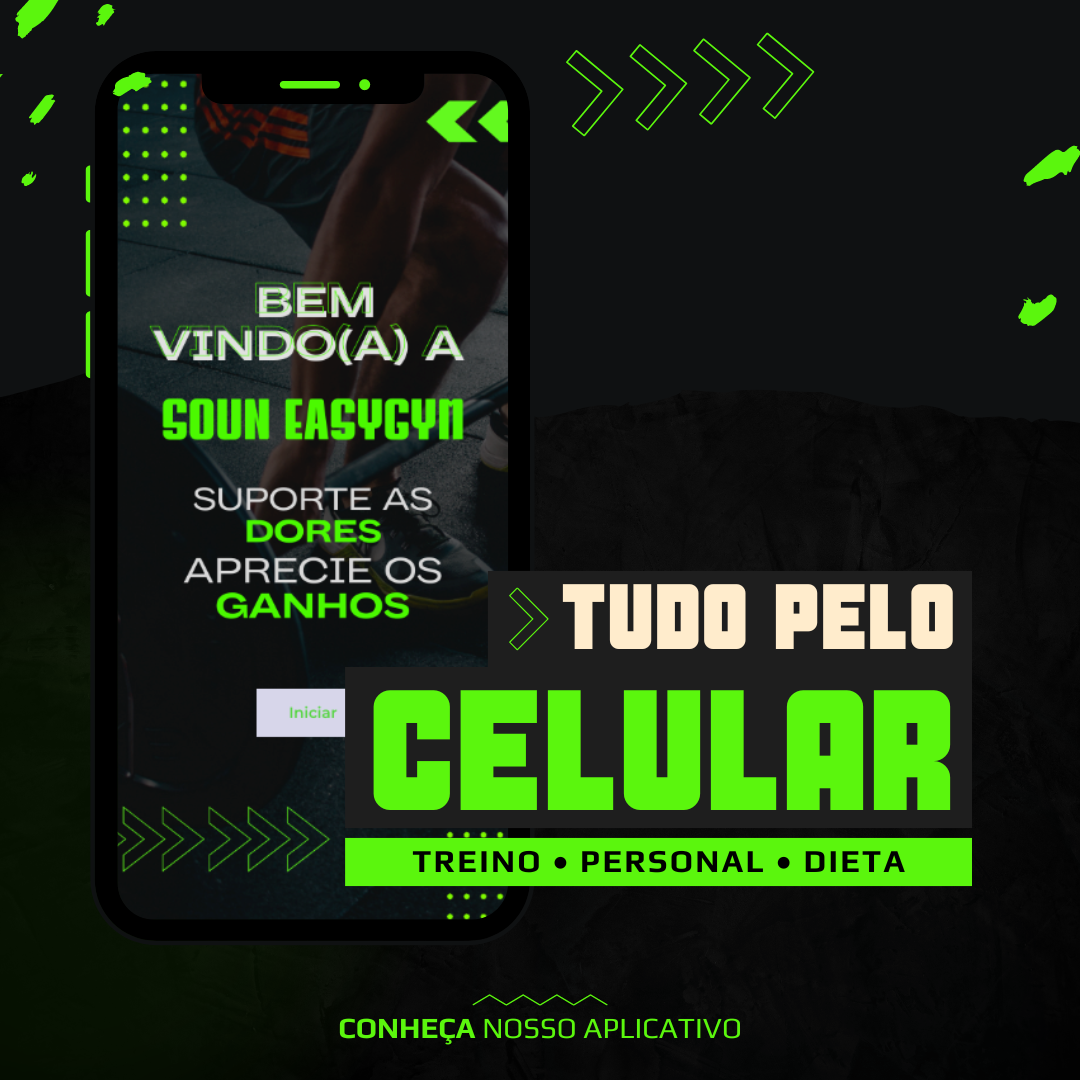 BEM
VINDO(A) A
SOUN EASYGYM
SUPORTE AS
DORES
APRECIE OS
GANHOS
Iniciar
TUDO PELO
CELULAR
TREINO • PERSONAL • DIETA
CONHEÇA NOSSO APLICATIVO